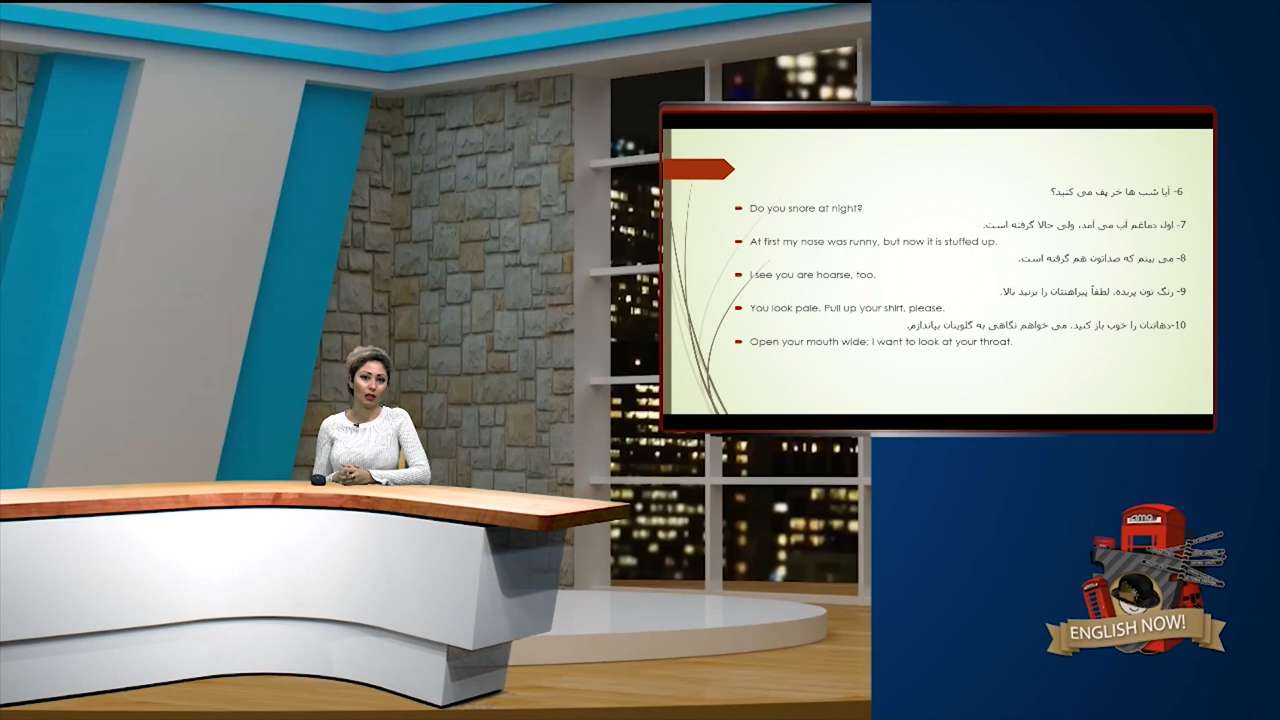 6- آیا شب ها خر پف می کنید؟
Do you snore at night?
7- اول دماغم آب می آمد، ولی حالا گرفته است.
At first my nose was runny, but now it is stuffed up.
8- می بینم که صداتون هم گرفته است.
I see you are hoarse, too.
9- رنگ تون پریده. لطفاً پیراهنتان را بزنید بالا.
You look pale. Pull up your shirt, please.
10-دهانتان را خوب باز کنید. می خواهم نگاهی به گلویتان بیاندازم.
Open your mouth wide; I want to look at your throat.
ENGLISH NOW!